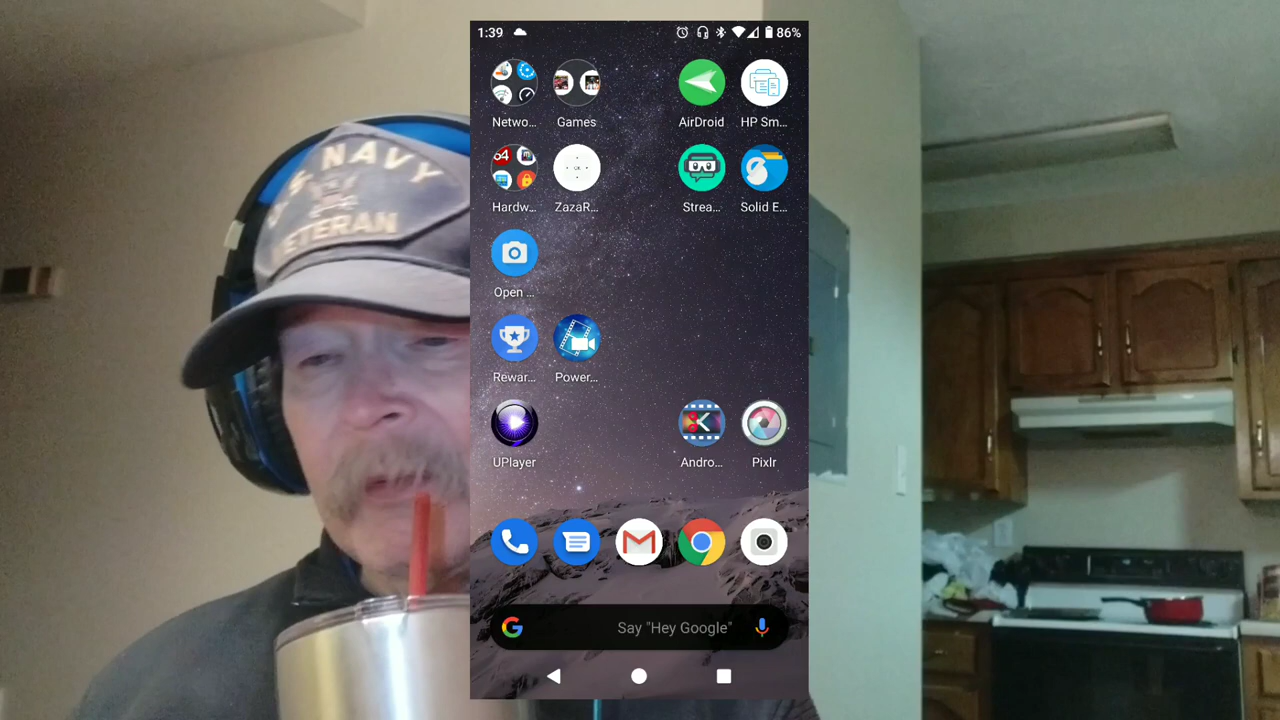 U.S. NAVY
VETERAN
1:39
86%
Netwo...
Games
AirDroid
HP Sm...
64
Hardw...
ZazaR...
Strea...
Solid E...
Open ...
Rewar...
Power...
UPlayer
Andro...
Pixlr
Say "Hey Google"